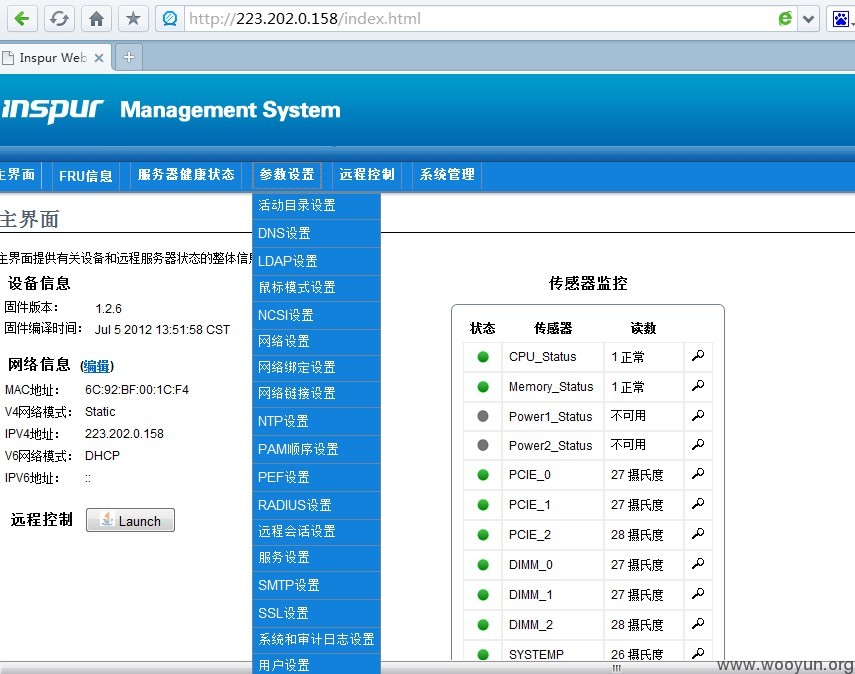 http://223.202.0.158/index.html
Inspur Web
inspur Management System
主界面
FRU信息
服务器健康状态
参数设置
远程控制
系统管理
主界面
主界面提供有关设备和远程服务器状态的整体信息
设备信息
固件版本: 1.2.6
固件编译时间: Jul 5 2012 13:51:58 CST
网络信息 (编辑)
MAC地址: 6C:92:BF:00:1C:F4
V4网络模式: Static
IPV4地址: 223.202.0.158
V6网络模式: DHCP
IPV6地址: ::
远程控制 Launch
活动目录设置
DNS设置
LDAP设置
鼠标模式设置
NCSI设置
网络设置
网络绑定设置
网络链接设置
NTP设置
PAM顺序设置
PEF设置
RADIUS设置
远程会话设置
服务设置
SMTP设置
SSL设置
系统和审计日志设置
用户设置
传感器监控
状态 传感器 读数
CPU_Status 1 正常
Memory_Status 1 正常
Power1_Status 不可用
Power2_Status 不可用
PCIE_0 27 摄氏度
PCIE_1 27 摄氏度
PCIE_2 28 摄氏度
DIMM_0 27 摄氏度
DIMM_1 27 摄氏度
DIMM_2 28 摄氏度
SYSTEMP 26 摄氏度
www.wooyun.org